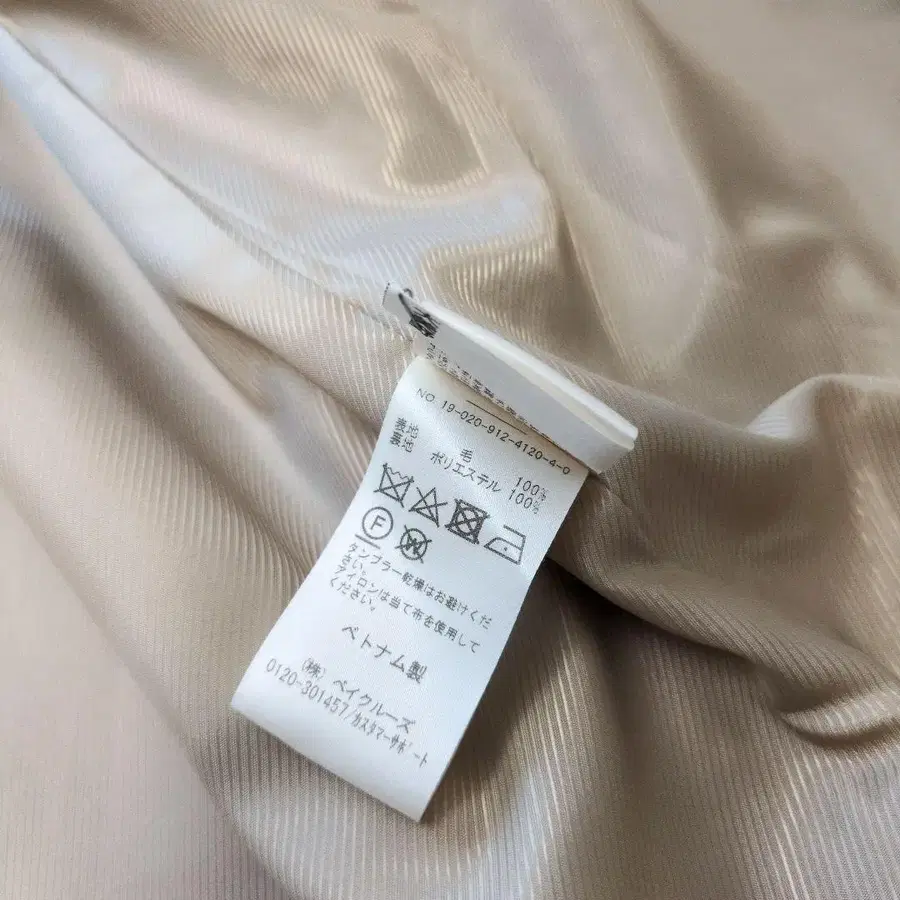 NO. 19-020-912-4120-4-0
表地 毛 100%
裏地 ポリエステル 100%
F
W
タンブラー乾燥はお避けくだ
さい。
アイロンは当て布を使用して
ください。
ベトナム製
(株) ベイクルーズ
0120-301457/カスタマーサポート